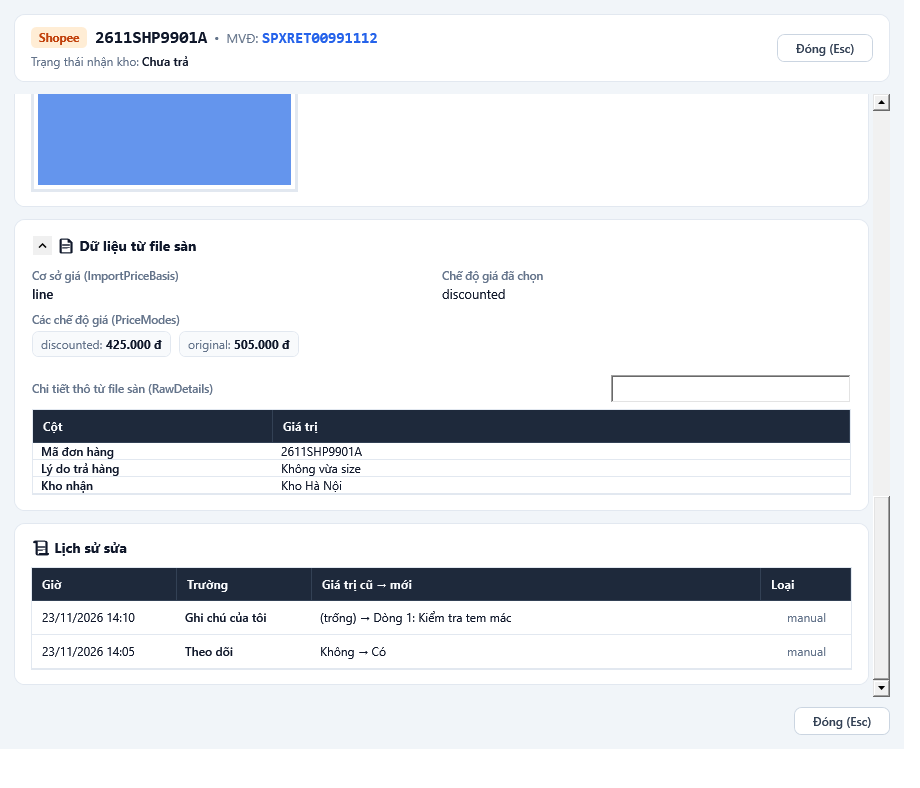 Shopee 2611SHP9901A • MVĐ: SPXRET00991112
Trạng thái nhận kho: Chưa trả
Đóng (Esc)
Dữ liệu từ file sàn
Cơ sở giá (ImportPriceBasis) Chế độ giá đã chọn
line discounted
Các chế độ giá (PriceModes)
discounted: 425.000 đ original: 505.000 đ
Chi tiết thô từ file sàn (RawDetails)
Cột Giá trị
Mã đơn hàng 2611SHP9901A
Lý do trả hàng Không vừa size
Kho nhận Kho Hà Nội
Lịch sử sửa
Giờ Trường Giá trị cũ → mới Loại
23/11/2026 14:10 Ghi chú của tôi (trống) → Dòng 1: Kiểm tra tem mác manual
23/11/2026 14:05 Theo dõi Không → Có manual
Đóng (Esc)